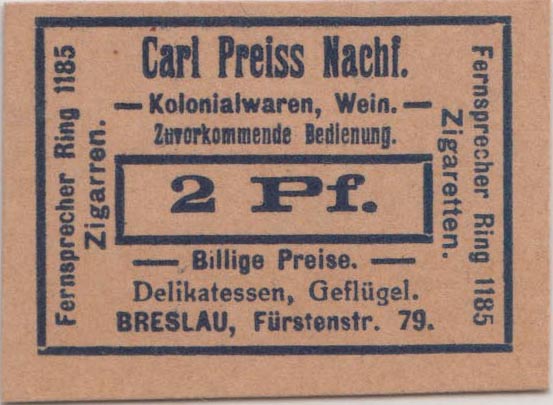 Carl Preiss Nachf.
— Kolonialwaren, Wein. —
Zuvorkommende Bedienung.
2 Pf.
— Billige Preise. —
Delikatessen, Geflügel.
BRESLAU, Fürstenstr. 79.
Fernsprecher Ring 1185
Zigarren.
Fernsprecher Ring 1185
Zigaretten.